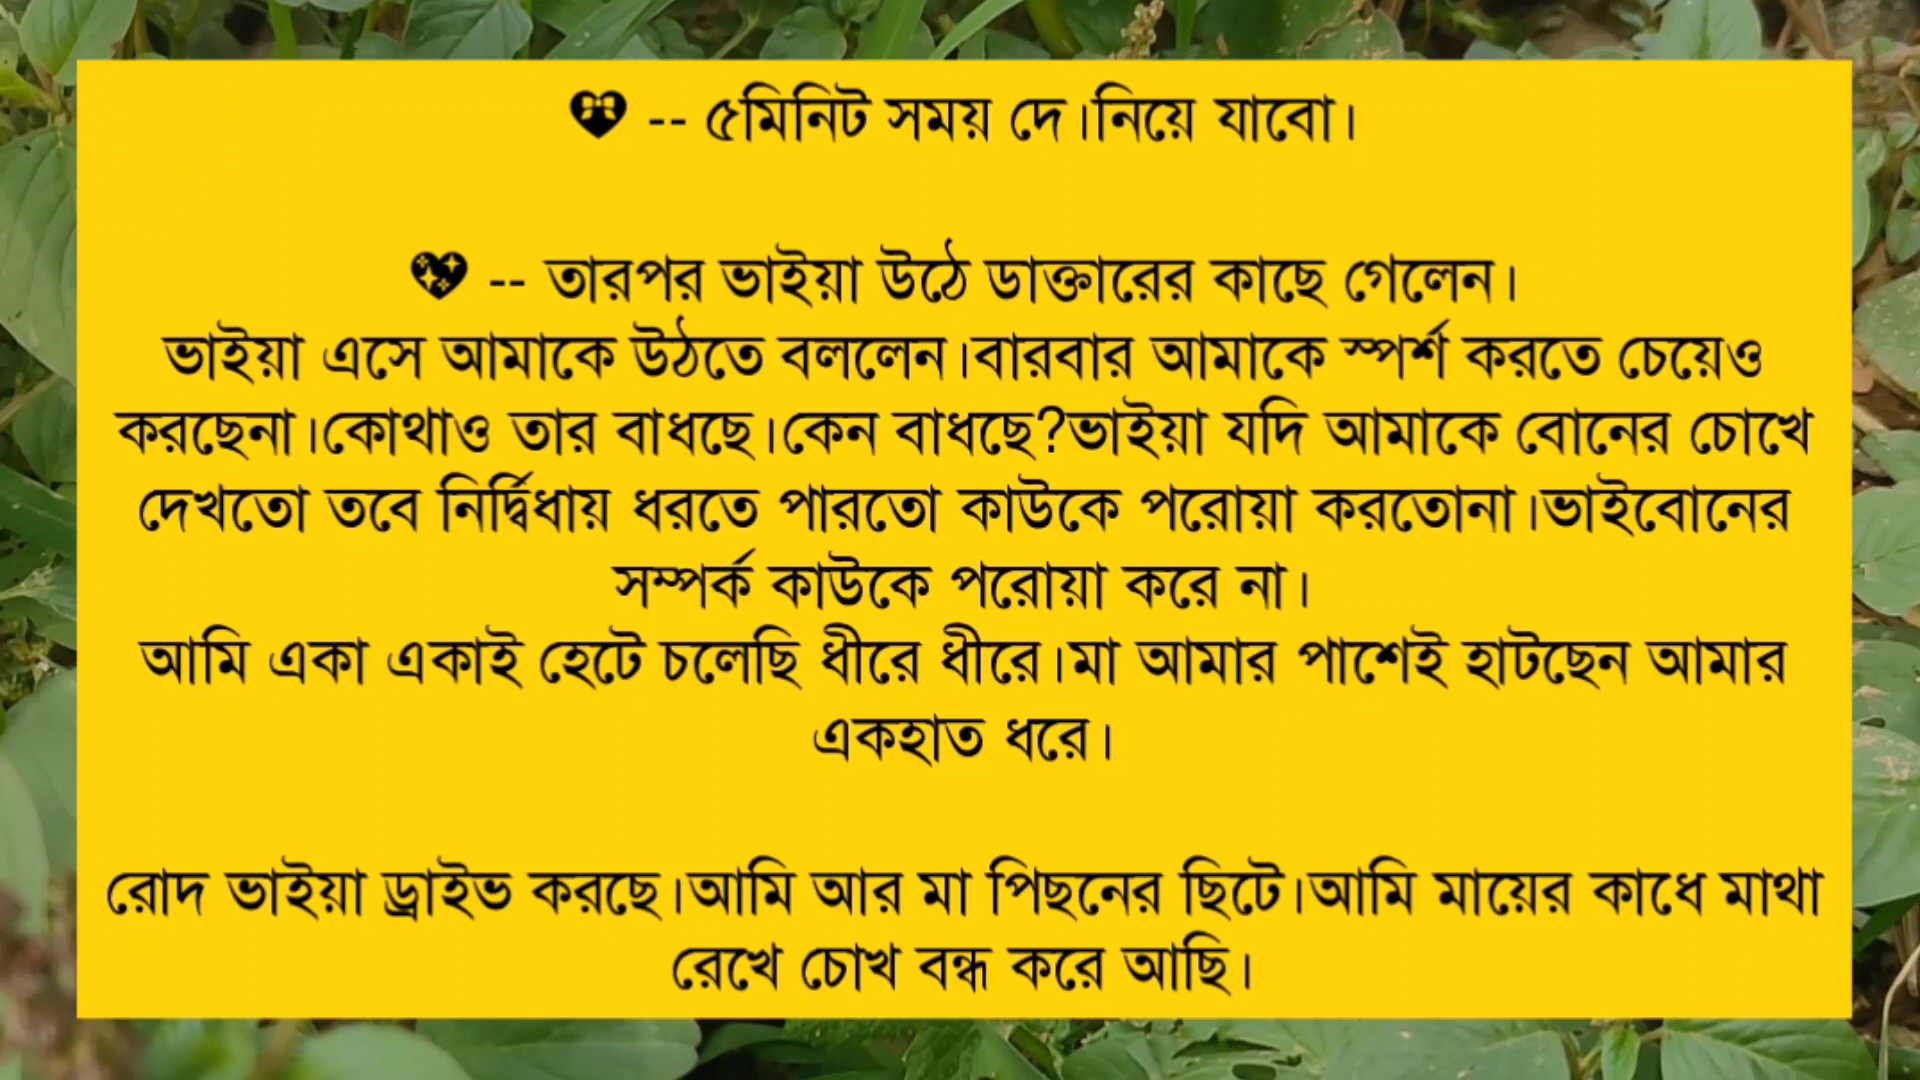 💝 -- ৫মিনিট সময় দে।নিয়ে যাবো।
💖 -- তারপর ভাইয়া উঠে ডাক্তারের কাছে গেলেন।
ভাইয়া এসে আমাকে উঠতে বললেন।বারবার আমাকে স্পর্শ করতে চেয়েও
করছেনা।কোথাও তার বাধছে।কেন বাধছে?ভাইয়া যদি আমাকে বোনের চোখে
দেখতো তবে নির্দ্বিধায় ধরতে পারতো কাউকে পরোয়া করতোনা।ভাইবোনের
সম্পর্ক কাউকে পরোয়া করে না।
আমি একা একাই হেটে চলেছি ধীরে ধীরে।মা আমার পাশেই হাটছেন আমার
একহাত ধরে।
রোদ ভাইয়া ড্রাইভ করছে।আমি আর মা পিছনের ছিটে।আমি মায়ের কাধে মাথা
রেখে চোখ বন্ধ করে আছি।